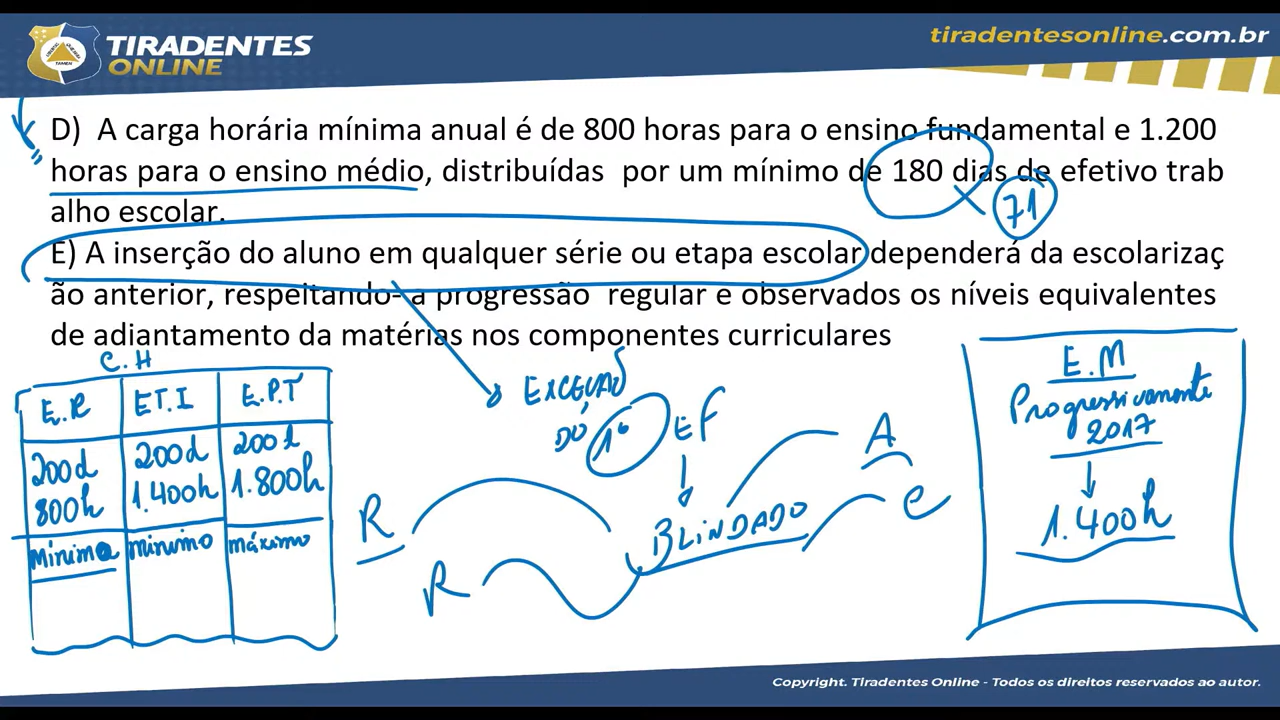 TIRADENTES
ONLINE
tiradentesonline.com.br
D) A carga horária mínima anual é de 800 horas para o ensino fundamental e 1.200
horas para o ensino médio, distribuídas por um mínimo de 180 dias de efetivo trab
alho escolar.
71
E) A inserção do aluno em qualquer série ou etapa escolar dependerá da escolarizaç
ão anterior, respeitando- a progressão regular e observados os níveis equivalentes
de adiantamento da matérias nos componentes curriculares
C.H
E.R ET.I E.P.T
200d 200d 200d
800h 1.400h 1.800h
minimo minimo máximo
EXCEÇÃO
DO 1º EF
BLINDADO
R
R
A
C
E.M
Progressivamente
2017
1.400h
Copyright. Tiradentes Online - Todos os direitos reservados ao autor.